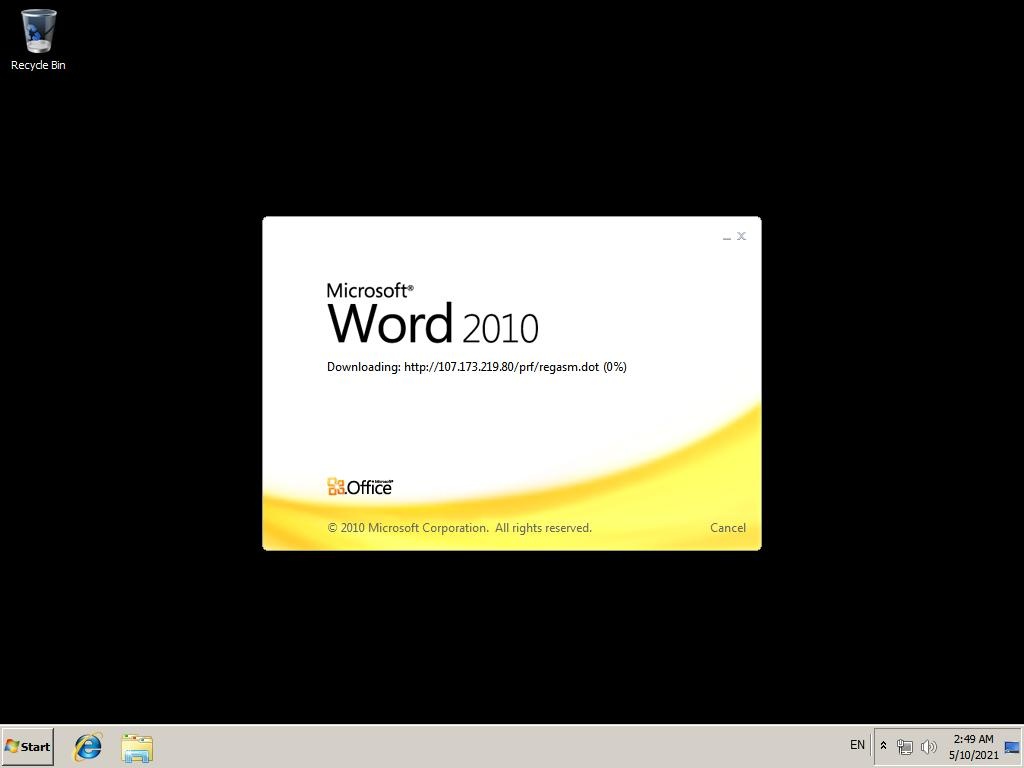 Recycle Bin
Microsoft®
Word 2010
Downloading: http://107.173.219.80/prf/regasm.dot (0%)
Microsoft®
Office
© 2010 Microsoft Corporation.  All rights reserved.
Cancel
Start
EN
2:49 AM
5/10/2021